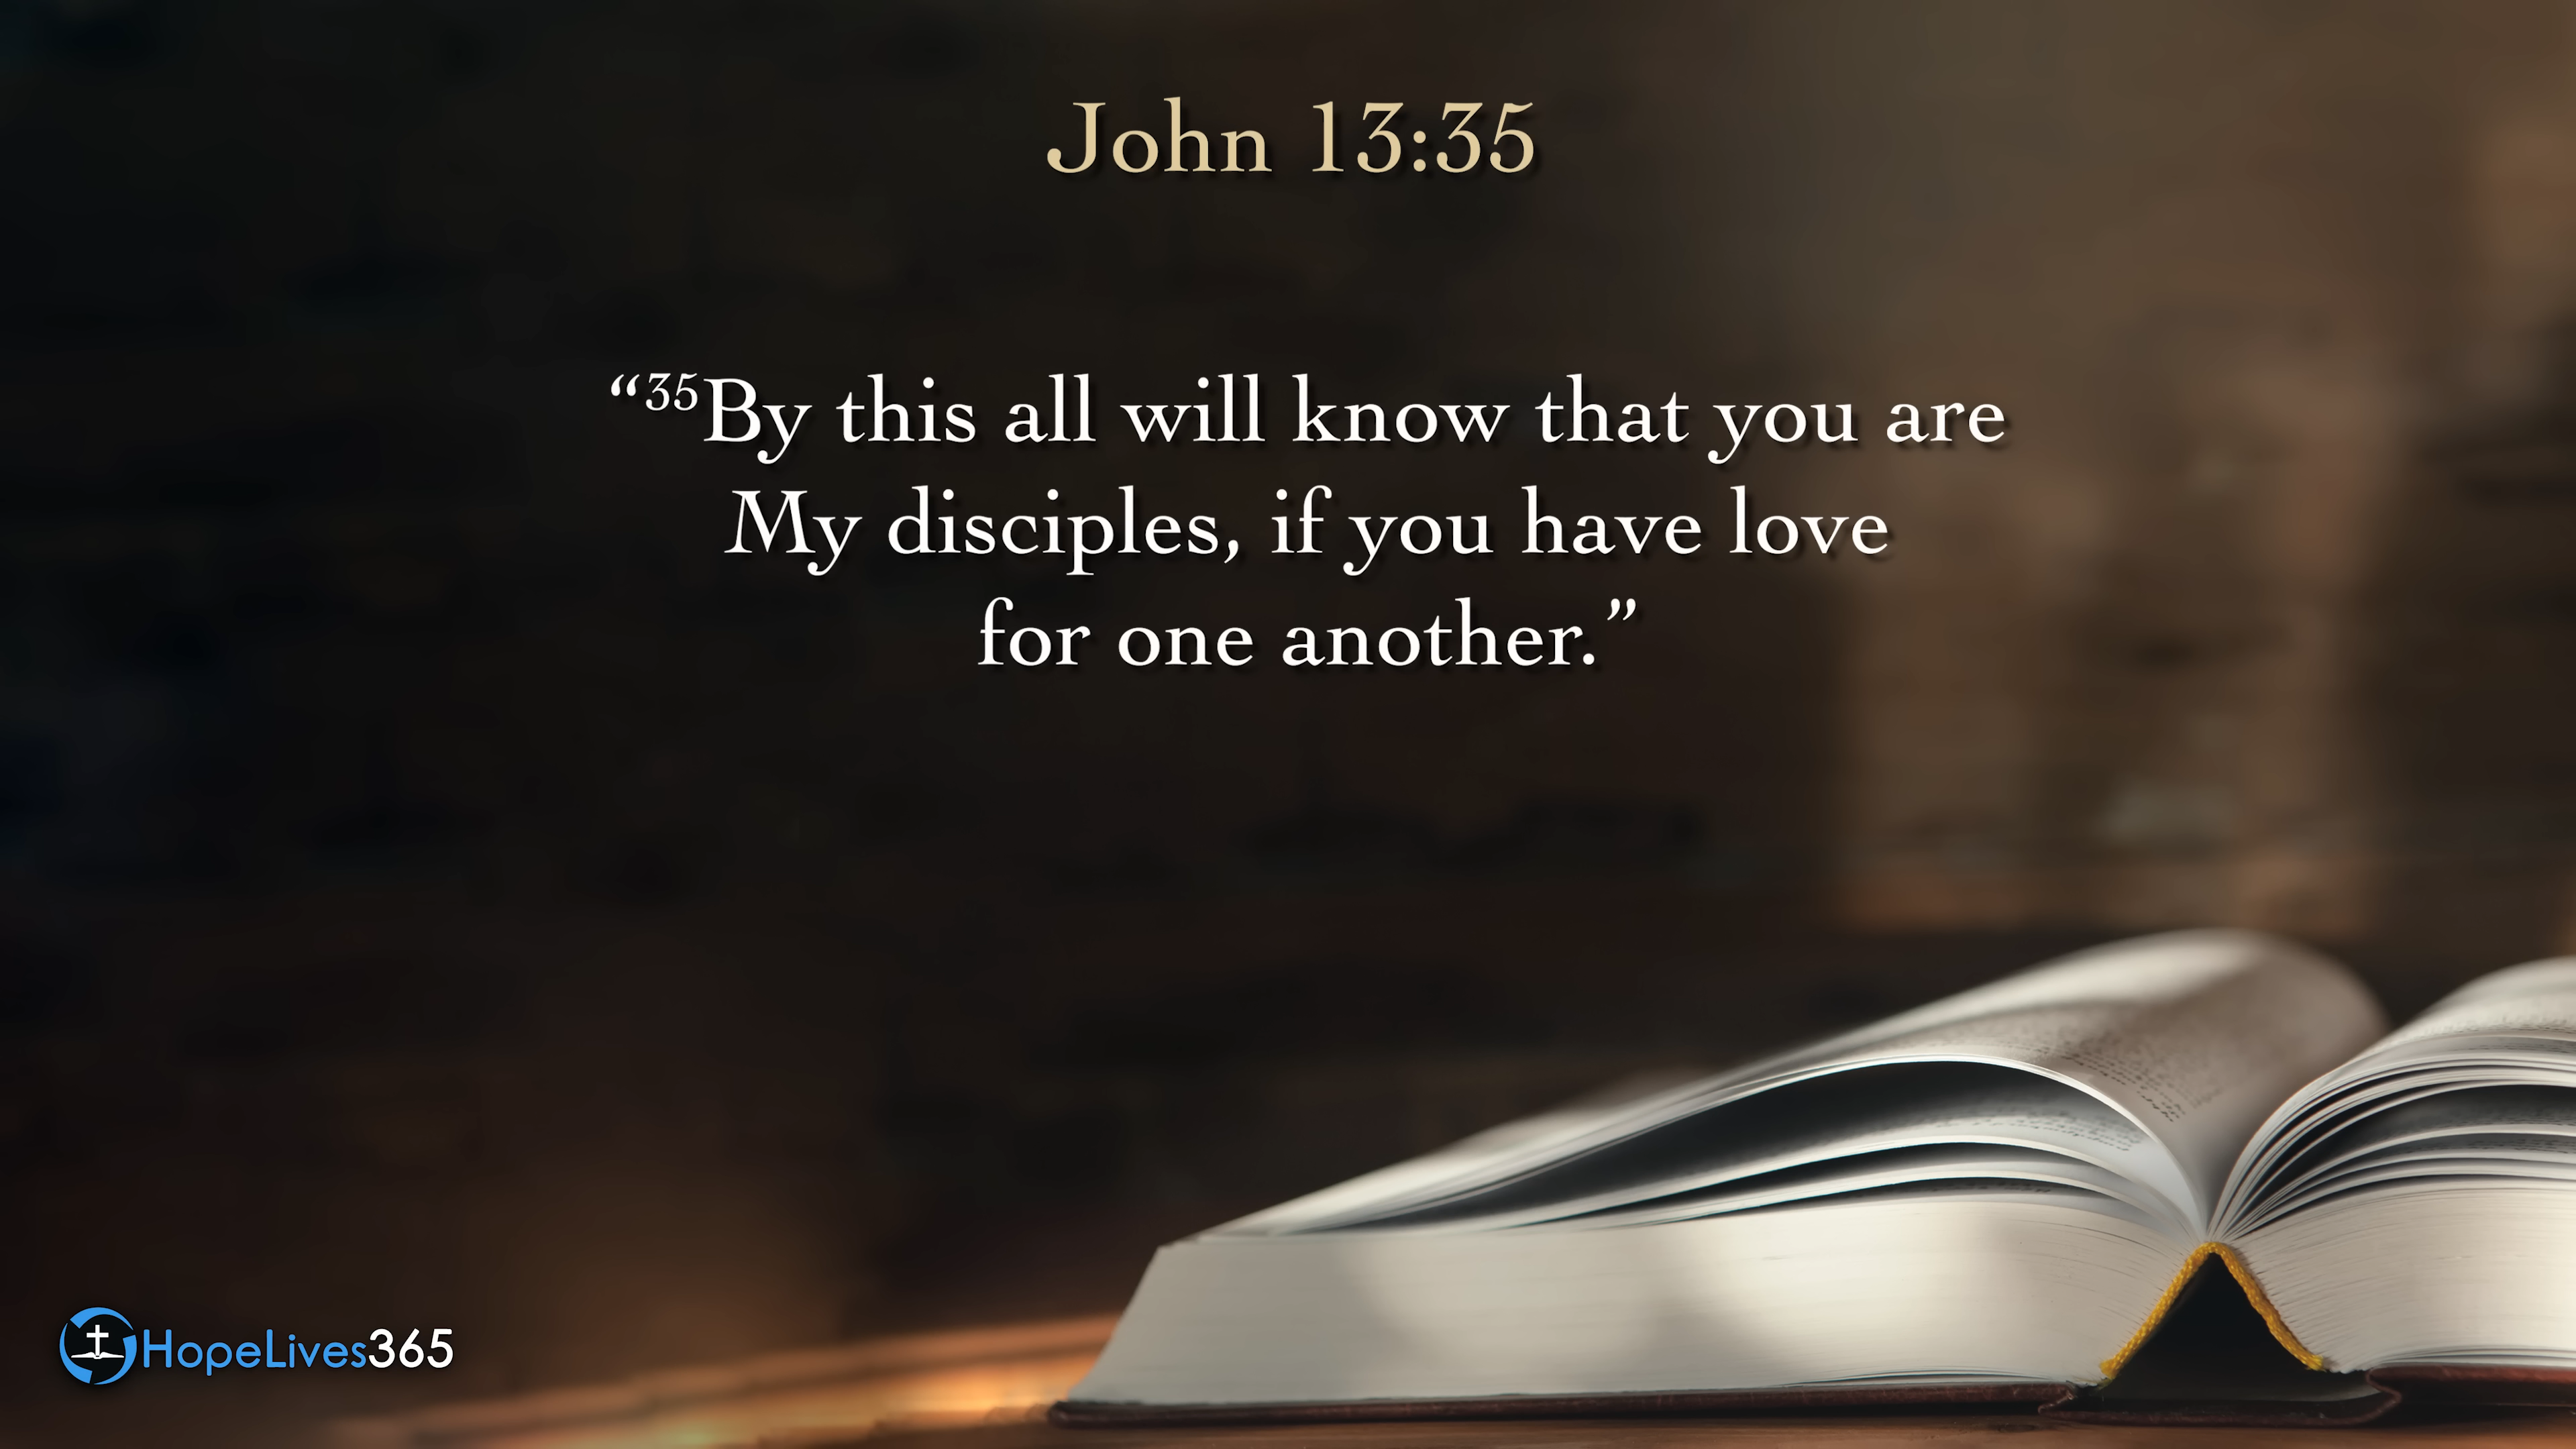 John 13:35
“³⁵By this all will know that you are
My disciples, if you have love
for one another.”
HopeLives365